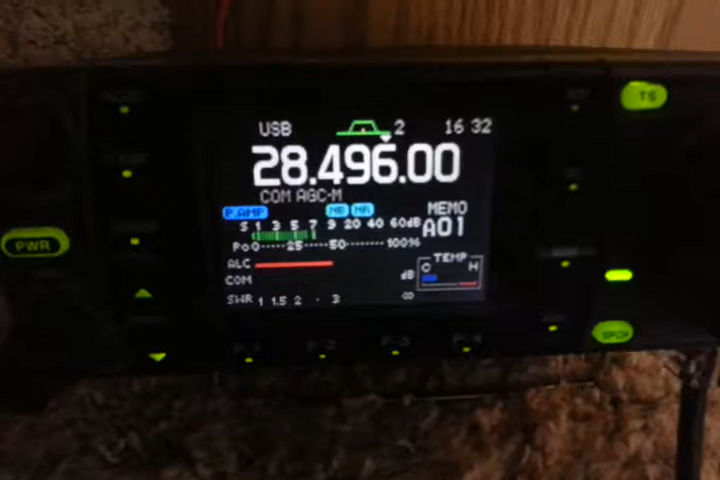 TS
USB 2 16 32
28.496.00
COM AGC-M
P.AMP NB NR MEMO
S 1 3 5 7 9 20 40 60dB A01
PWR
Po 0 25 50 100%
ALC TEMP
C H
COM dB
SWR 1 1.5 2 3 ∞
SPCH